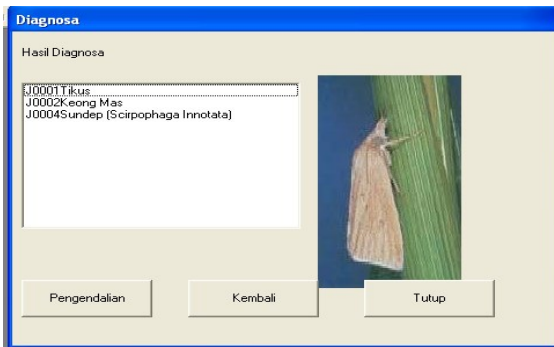 Diagnosa
Hasil Diagnosa
J0001Tikus
J0002Keong Mas
J0004Sundep (Scirpophaga Innotata)
Pengendalian
Kembali
Tutup